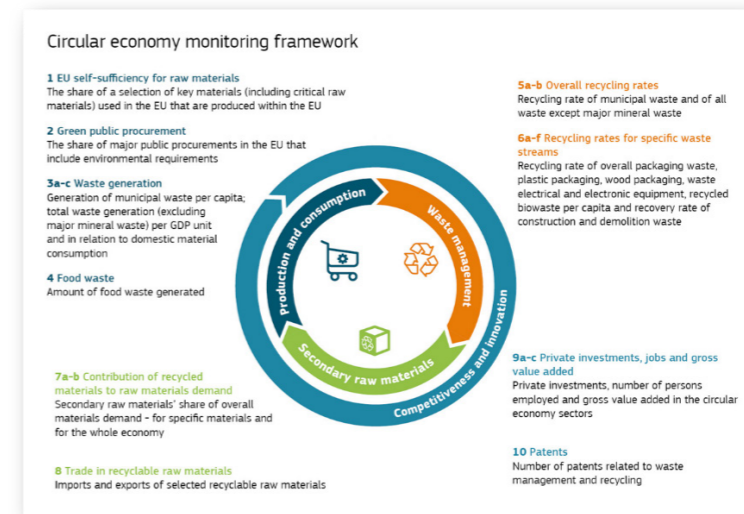 Circular economy monitoring framework
1 EU self-sufficiency for raw materials
The share of a selection of key materials (including critical raw
materials) used in the EU that are produced within the EU
2 Green public procurement
The share of major public procurements in the EU that
include environmental requirements
3a-c Waste generation
Generation of municipal waste per capita;
total waste generation (excluding
major mineral waste) per GDP unit
and in relation to domestic material
consumption
4 Food waste
Amount of food waste generated
5a-b Overall recycling rates
Recycling rate of municipal waste and of all
waste except major mineral waste
6a-f Recycling rates for specific waste
streams
Recycling rate of overall packaging waste,
plastic packaging, wood packaging, waste
electrical and electronic equipment, recycled
biowaste per capita and recovery rate of
construction and demolition waste
Production and consumption
Waste management
Secondary raw materials
Competitiveness and innovation
7a-b Contribution of recycled
materials to raw materials demand
Secondary raw materials' share of overall
materials demand - for specific materials and
for the whole economy
8 Trade in recyclable raw materials
Imports and exports of selected recyclable raw materials
9a-c Private investments, jobs and gross
value added
Private investments, number of persons
employed and gross value added in the circular
economy sectors
10 Patents
Number of patents related to waste
management and recycling